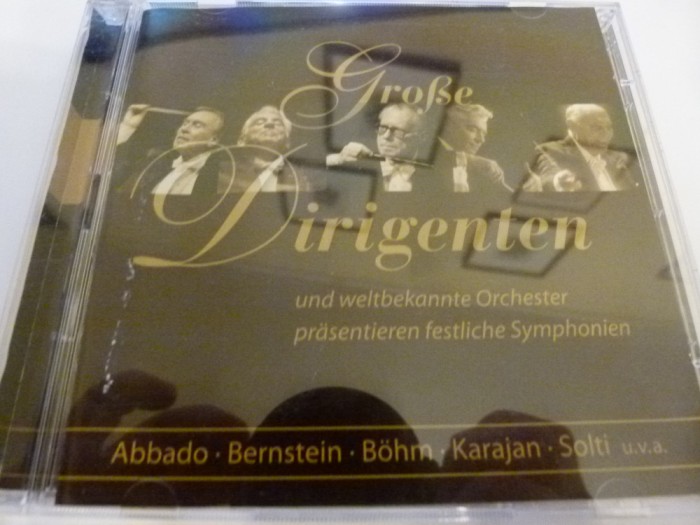 Große
Dirigenten
und weltbekannte Orchester
präsentieren festliche Symphonien
Abbado · Bernstein · Böhm · Karajan · Solti u.v.a.